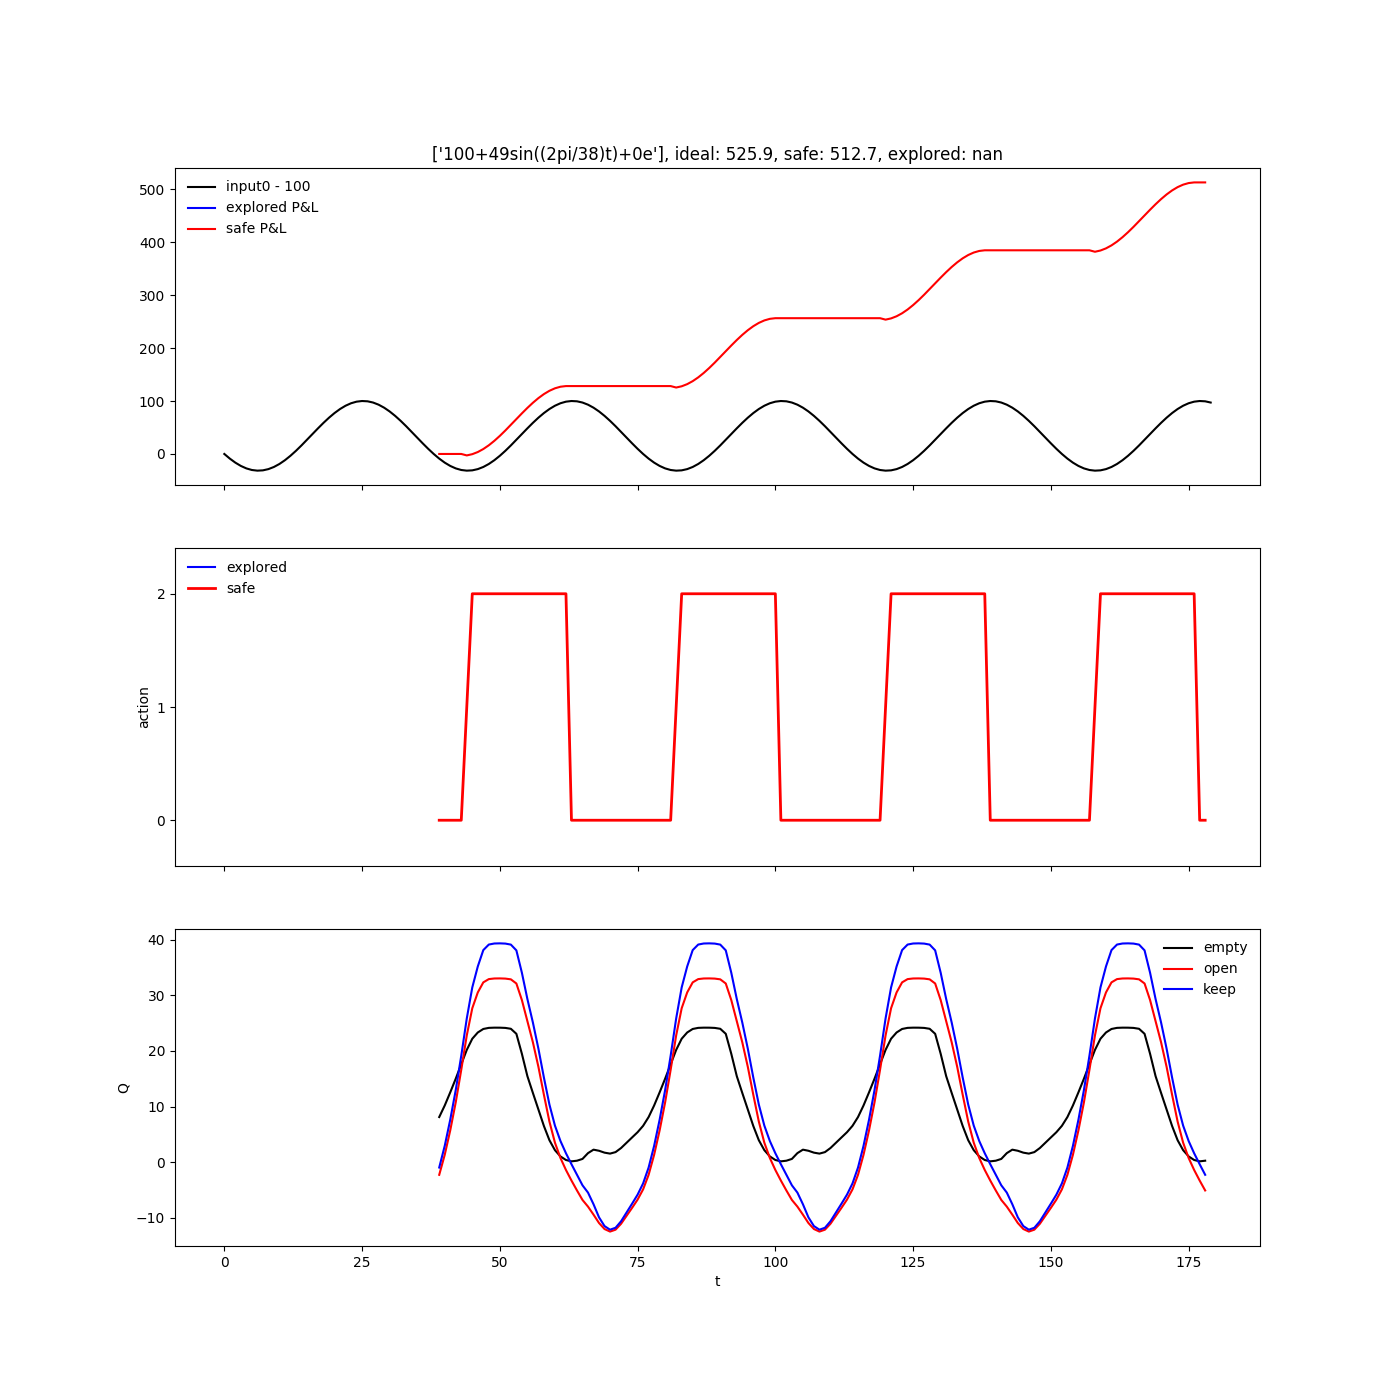 ['100+49sin((2pi/38)t)+0e'], ideal: 525.9, safe: 512.7, explored: nan
input0 - 100
explored P&L
safe P&L
500
400
300
200
100
0
explored
safe
2
1
0
action
empty
open
keep
40
30
20
10
0
−10
Q
0 25 50 75 100 125 150 175
t